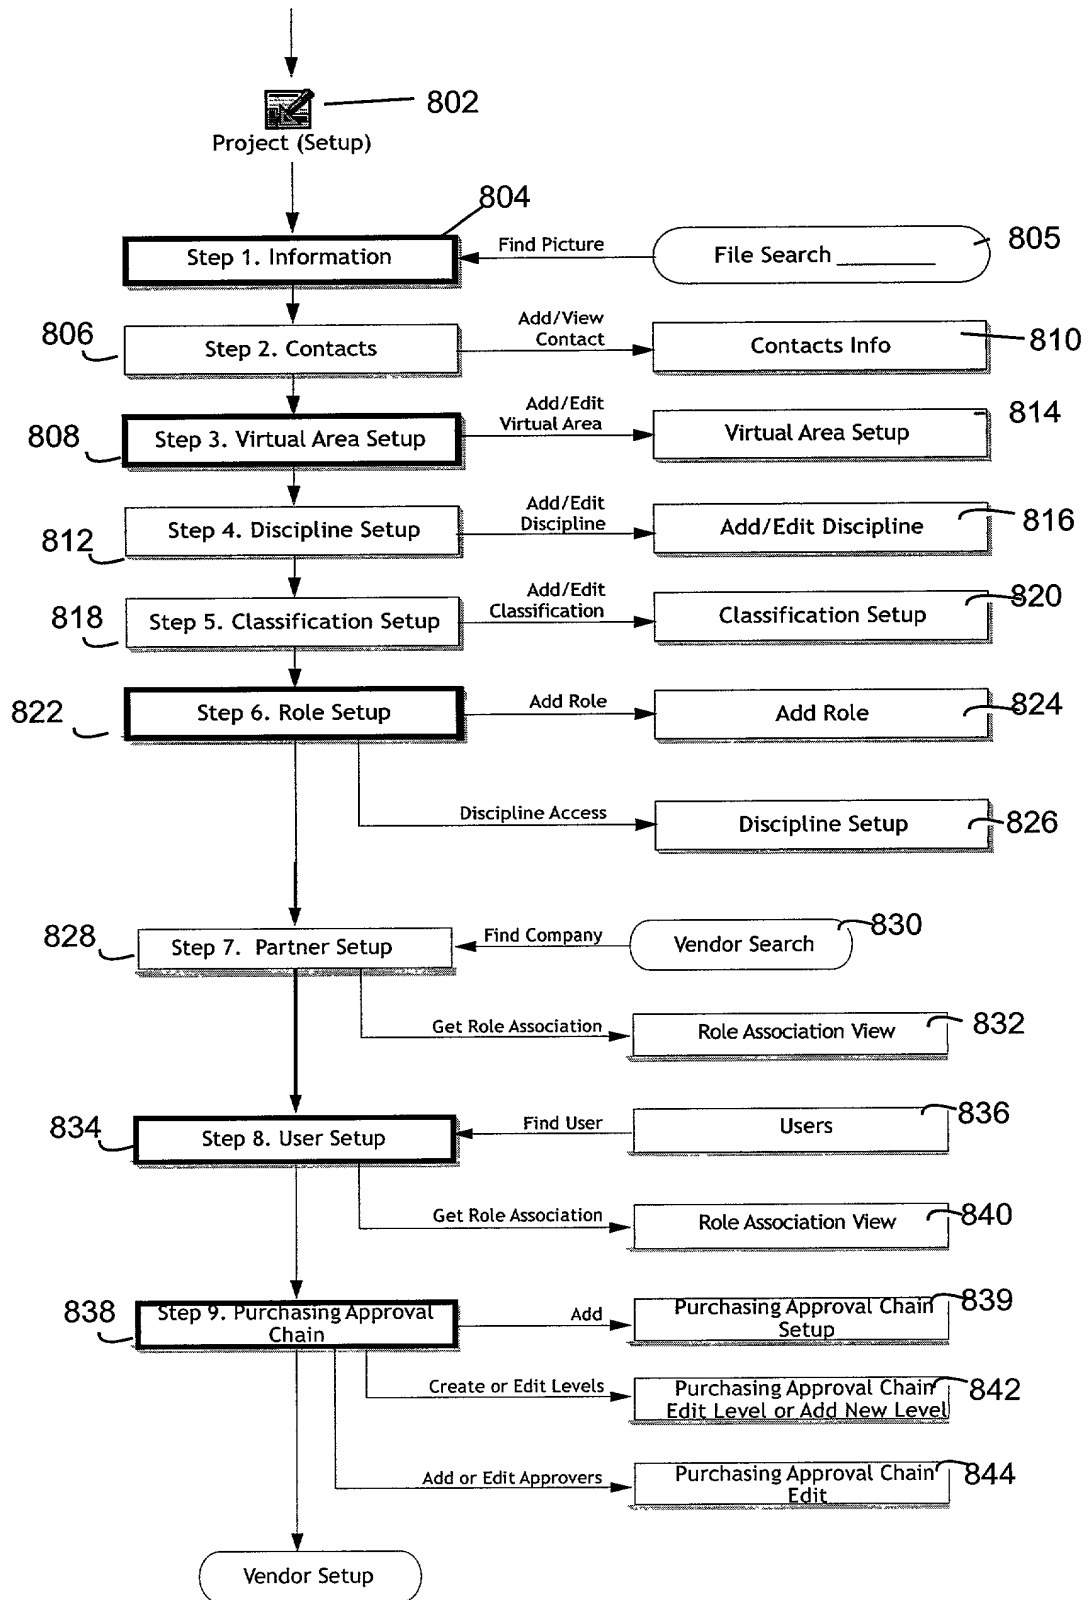 802
Project (Setup)
804
Step 1. Information
Find Picture
File Search ________
805
806
Step 2. Contacts
Add/View
Contact
Contacts Info
810
808
Step 3. Virtual Area Setup
Add/Edit
Virtual Area
Virtual Area Setup
814
812
Step 4. Discipline Setup
Add/Edit
Discipline
Add/Edit Discipline
816
818
Step 5. Classification Setup
Add/Edit
Classification
Classification Setup
820
822
Step 6. Role Setup
Add Role
Add Role
824
Discipline Access
Discipline Setup
826
828
Step 7. Partner Setup
Find Company
Vendor Search
830
Get Role Association
Role Association View
832
834
Step 8. User Setup
Find User
Users
836
Get Role Association
Role Association View
840
838
Step 9. Purchasing Approval
Chain
Add
Purchasing Approval Chain
Setup
839
Create or Edit Levels
Purchasing Approval Chain
Edit Level or Add New Level
842
Add or Edit Approvers
Purchasing Approval Chain
Edit
844
Vendor Setup